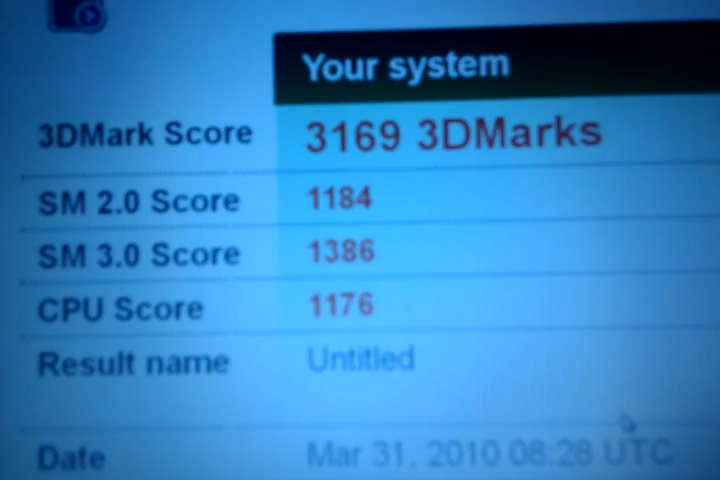 Your system
3DMark Score 3169 3DMarks
SM 2.0 Score 1184
SM 3.0 Score 1386
CPU Score 1176
Result name Untitled
Date Mar 31, 2010 08:28 UTC